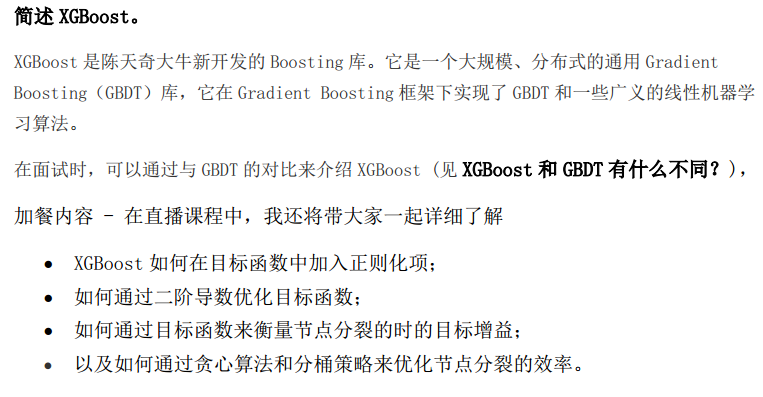 简述 XGBoost。
XGBoost 是陈天奇大牛新开发的 Boosting 库。它是一个大规模、分布式的通用 Gradient
Boosting（GBDT）库，它在 Gradient Boosting 框架下实现了 GBDT 和一些广义的线性机器学
习算法。
在面试时，可以通过与 GBDT 的对比来介绍 XGBoost (见 XGBoost 和 GBDT 有什么不同？)，
加餐内容 - 在直播课程中，我还将带大家一起详细了解
● XGBoost 如何在目标函数中加入正则化项；
● 如何通过二阶导数优化目标函数；
● 如何通过目标函数来衡量节点分裂的时的目标增益；
● 以及如何通过贪心算法和分桶策略来优化节点分裂的效率。